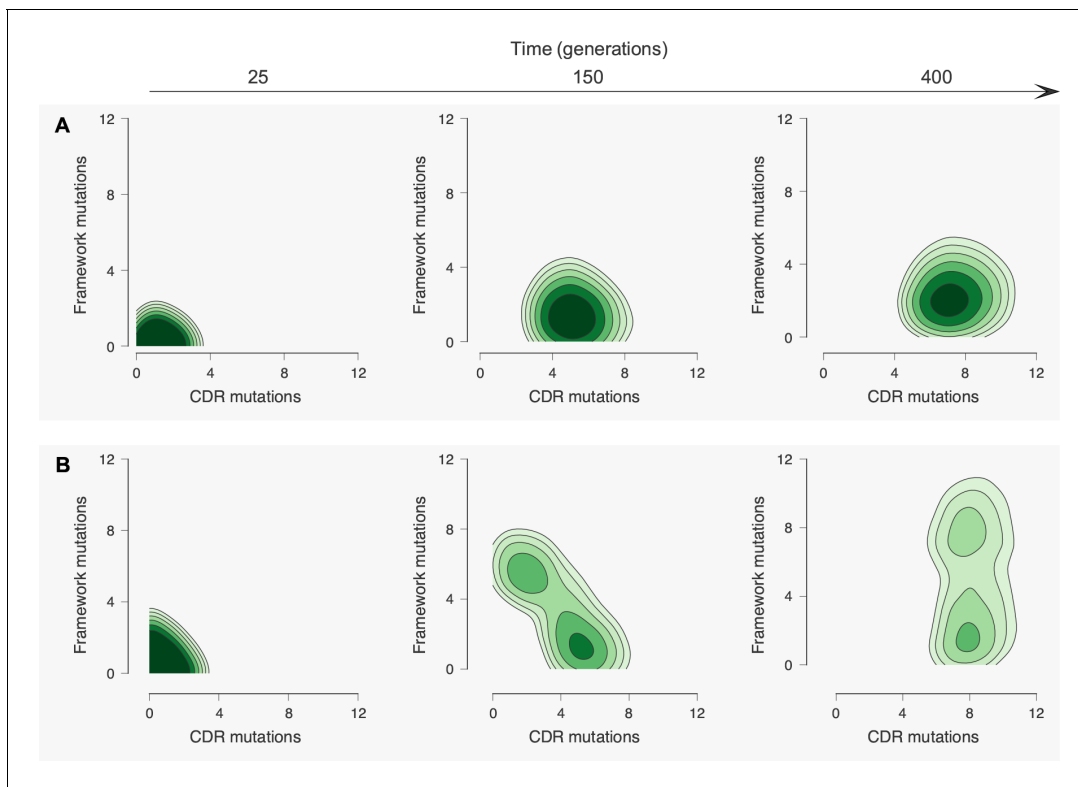 Time (generations)
25 150 400
A
12 12 12
Framework mutations Framework mutations Framework mutations
8 8 8
4 4 4
0 0 0
0 4 8 12 0 4 8 12 0 4 8 12
CDR mutations CDR mutations CDR mutations
B
12 12 12
Framework mutations Framework mutations Framework mutations
8 8 8
4 4 4
0 0 0
0 4 8 12 0 4 8 12 0 4 8 12
CDR mutations CDR mutations CDR mutations